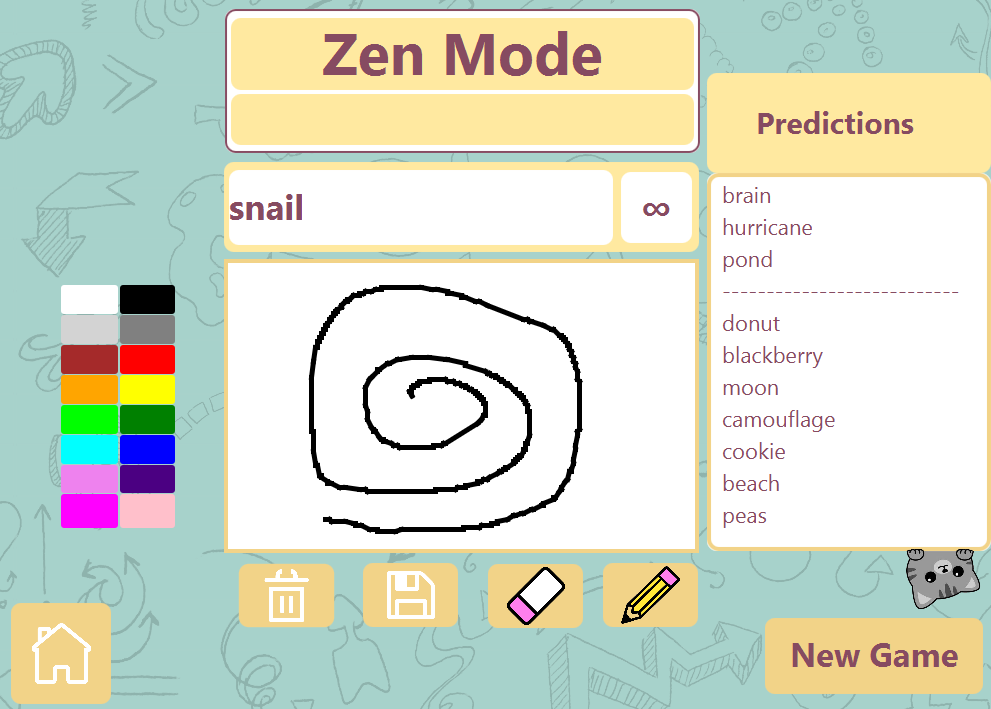 Zen Mode
snail
∞
Predictions
brain
hurricane
pond
---------------------------
donut
blackberry
moon
camouflage
cookie
beach
peas
New Game